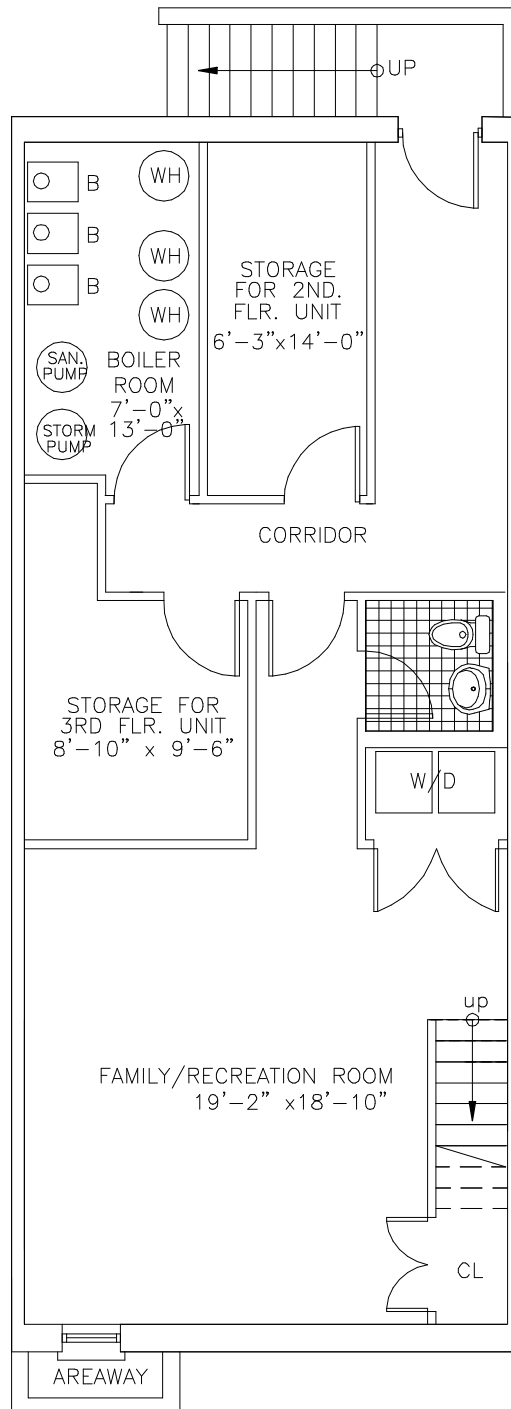 UP
WH
B
WH
B
B
WH
STORAGE
FOR 2ND.
FLR. UNIT
6'-3"x14'-0"
SAN.
PUMP
BOILER
ROOM
7'-0"x
13'-0"
STORM
PUMP
CORRIDOR
STORAGE FOR
3RD FLR. UNIT
8'-10" x 9'-6"
W/D
up
FAMILY/RECREATION ROOM
19'-2" x18'-10"
CL
AREAWAY